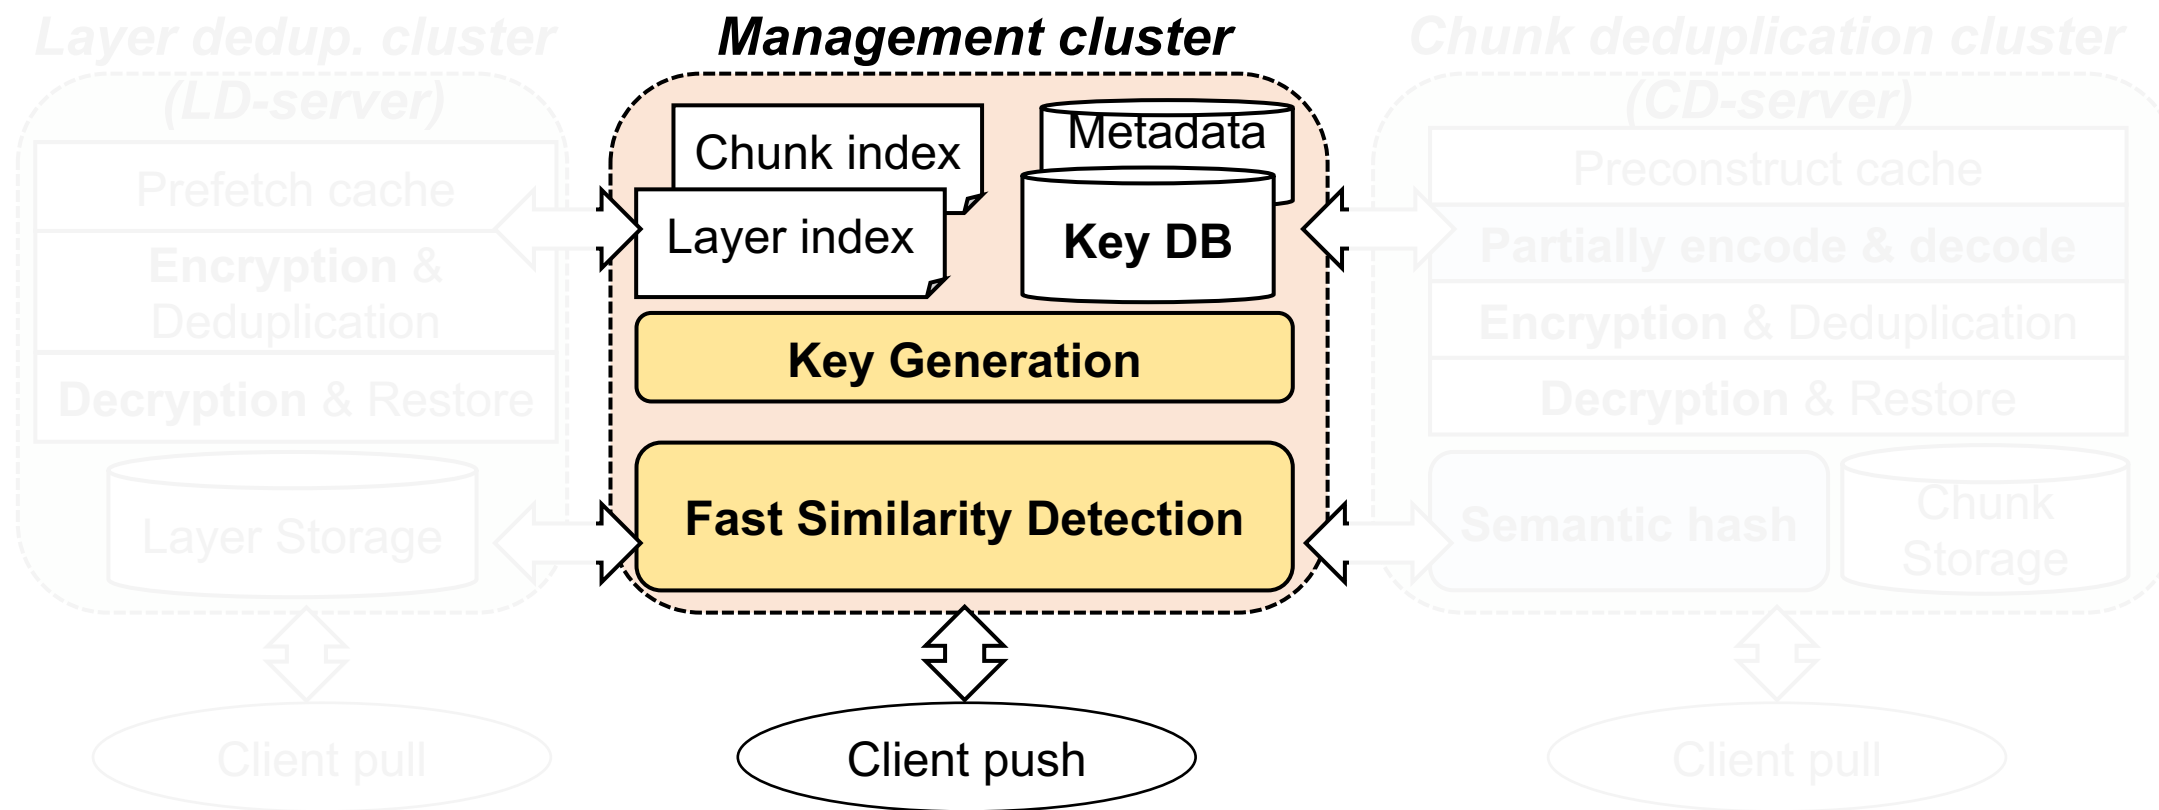 Layer dedup. cluster
(LD-server)
Prefetch cache
Encryption &
Deduplication
Decryption & Restore
Layer Storage
Client pull
Management cluster
Chunk index
Layer index
Metadata
Key DB
Key Generation
Fast Similarity Detection
Client push
Chunk deduplication cluster
(CD-server)
Preconstruct cache
Partially encode & decode
Encryption & Deduplication
Decryption & Restore
Semantic hash
Chunk
Storage
Client pull